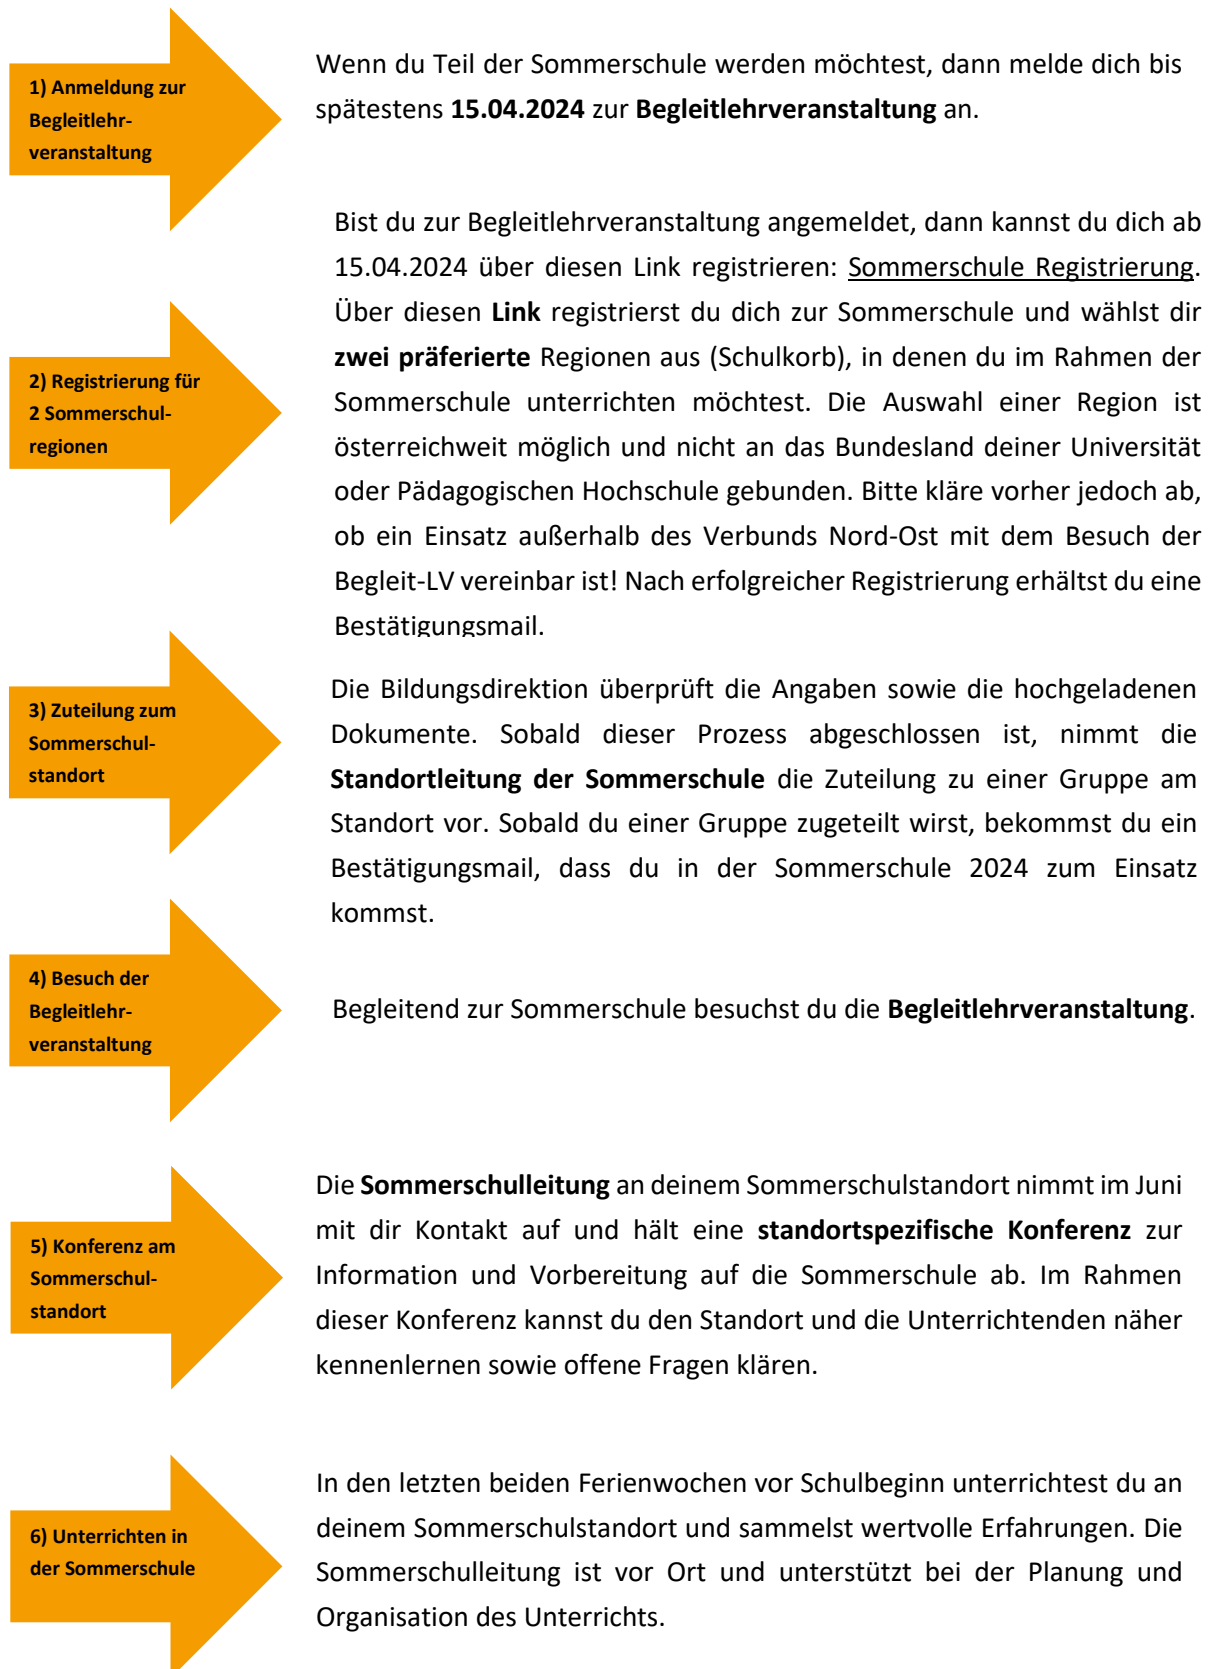 1) Anmeldung zur
Begleitlehr-
veranstaltung
Wenn du Teil der Sommerschule werden möchtest, dann melde dich bis
spätestens 15.04.2024 zur Begleitlehrveranstaltung an.
2) Registrierung für
2 Sommerschul-
regionen
Bist du zur Begleitlehrveranstaltung angemeldet, dann kannst du dich ab
15.04.2024 über diesen Link registrieren: Sommerschule Registrierung.
Über diesen Link registrierst du dich zur Sommerschule und wählst dir
zwei präferierte Regionen aus (Schulkorb), in denen du im Rahmen der
Sommerschule unterrichten möchtest. Die Auswahl einer Region ist
österreichweit möglich und nicht an das Bundesland deiner Universität
oder Pädagogischen Hochschule gebunden. Bitte kläre vorher jedoch ab,
ob ein Einsatz außerhalb des Verbunds Nord-Ost mit dem Besuch der
Begleit-LV vereinbar ist! Nach erfolgreicher Registrierung erhältst du eine
Bestätigungsmail.
3) Zuteilung zum
Sommerschul-
standort
Die Bildungsdirektion überprüft die Angaben sowie die hochgeladenen
Dokumente. Sobald dieser Prozess abgeschlossen ist, nimmt die
Standortleitung der Sommerschule die Zuteilung zu einer Gruppe am
Standort vor. Sobald du einer Gruppe zugeteilt wirst, bekommst du ein
Bestätigungsmail, dass du in der Sommerschule 2024 zum Einsatz
kommst.
4) Besuch der
Begleitlehr-
veranstaltung
Begleitend zur Sommerschule besuchst du die Begleitlehrveranstaltung.
5) Konferenz am
Sommerschul-
standort
Die Sommerschulleitung an deinem Sommerschulstandort nimmt im Juni
mit dir Kontakt auf und hält eine standortspezifische Konferenz zur
Information und Vorbereitung auf die Sommerschule ab. Im Rahmen
dieser Konferenz kannst du den Standort und die Unterrichtenden näher
kennenlernen sowie offene Fragen klären.
6) Unterrichten in
der Sommerschule
In den letzten beiden Ferienwochen vor Schulbeginn unterrichtest du an
deinem Sommerschulstandort und sammelst wertvolle Erfahrungen. Die
Sommerschulleitung ist vor Ort und unterstützt bei der Planung und
Organisation des Unterrichts.